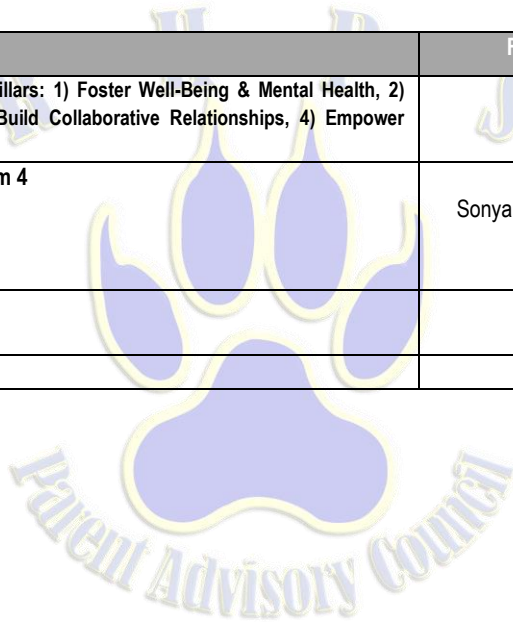 illars: 1) Foster Well-Being & Mental Health, 2)
Build Collaborative Relationships, 4) Empower
m 4
Sonya
Parent Advisory Council